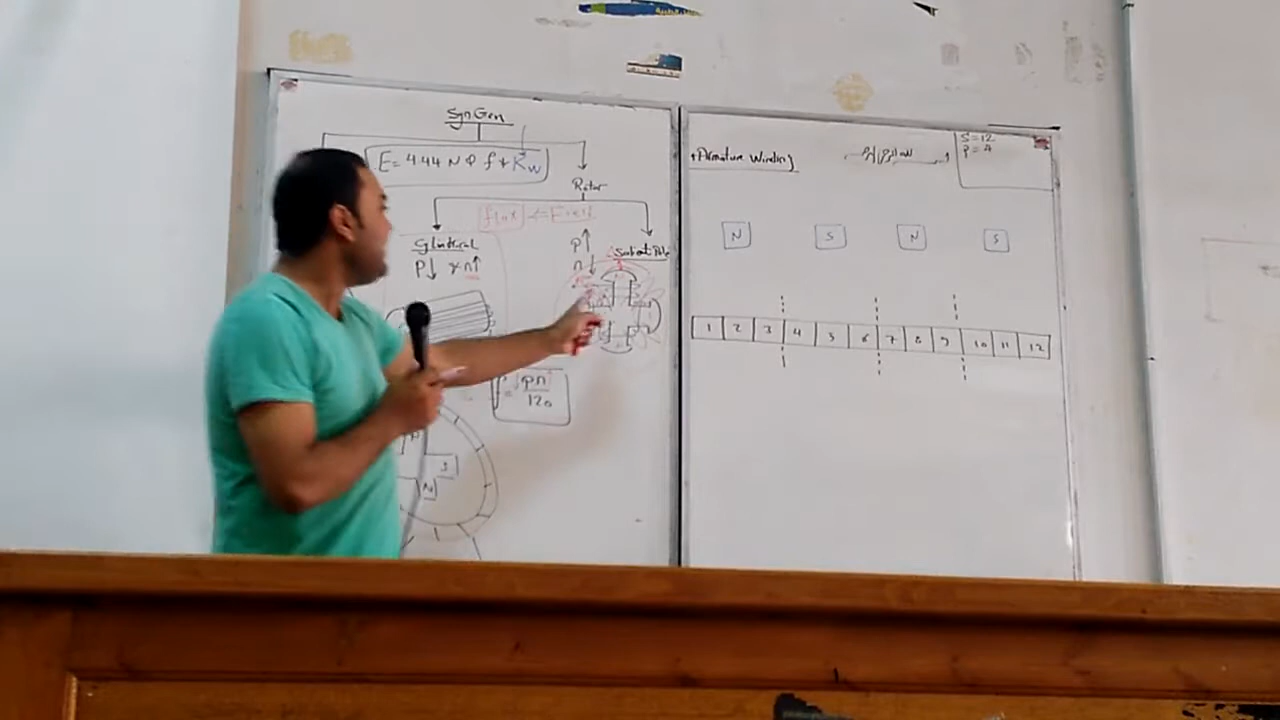 Syn Gen
E = 4.44 N Φ f * Kw
Rotor
flux ⇐ Excit
Cylindrical
P↓ & n↑
P↑
n↓
Salient Pole
= Pn
120
S
N
* Armature Winding
S = 12
P = 4
N S N S
1 2 3 4 5 6 7 8 9 10 11 12